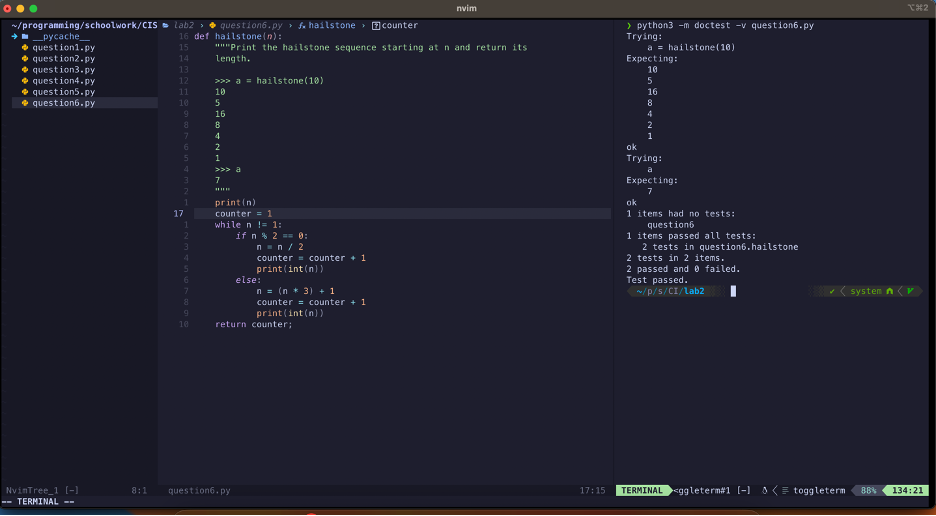 nvim
⌥⌘2
~/programming/schoolwork/CIS
__pycache__
question1.py
question2.py
question3.py
question4.py
question5.py
question6.py
lab2 › question6.py › hailstone › counter
16 def hailstone(n):
15 """Print the hailstone sequence starting at n and return its
14 length.
13
12 >>> a = hailstone(10)
11 10
10 5
9 16
8 8
7 4
6 2
5 1
4 >>> a
3 7
2 """
1 print(n)
17 counter = 1
1 while n != 1:
2 if n % 2 == 0:
3 n = n / 2
4 counter = counter + 1
5 print(int(n))
6 else:
7 n = (n * 3) + 1
8 counter = counter + 1
9 print(int(n))
10 return counter;
❯ python3 -m doctest -v question6.py
Trying:
a = hailstone(10)
Expecting:
10
5
16
8
4
2
1
ok
Trying:
a
Expecting:
7
ok
1 items had no tests:
question6
1 items passed all tests:
2 tests in question6.hailstone
2 tests in 2 items.
2 passed and 0 failed.
Test passed.
~/p/s/CI/lab2 ✔ system
NvimTree_1 [-] 8:1 question6.py 17:15 TERMINAL <ggleterm#1 [-] toggleterm 88% 134:21
-- TERMINAL --